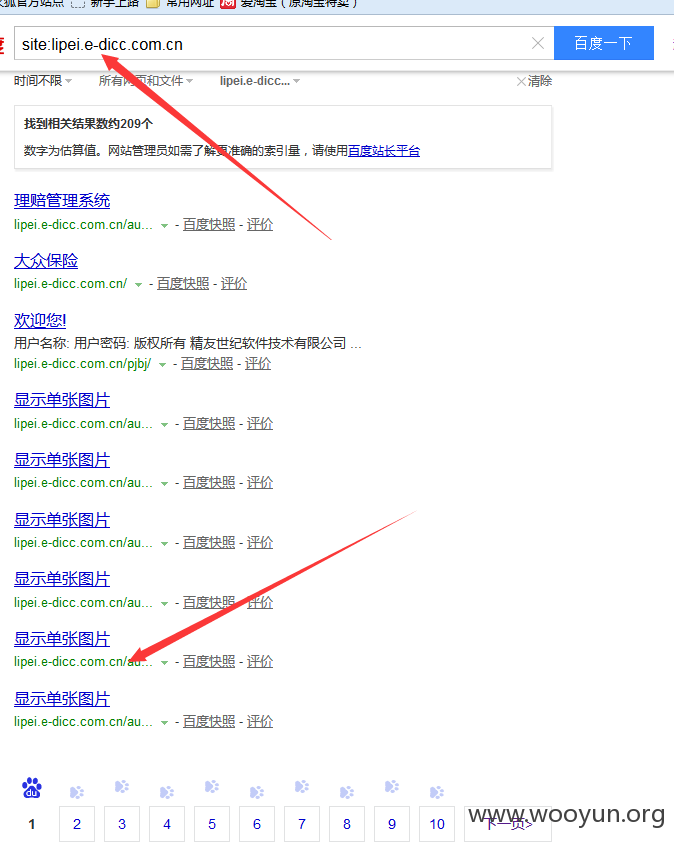 火狐官方站点 新手上路 常用网址 爱淘宝（原淘宝特卖）
site:lipei.e-dicc.com.cn
百度一下
时间不限 所有网页和文件 lipei.e-dicc... 清除
找到相关结果数约209个
数字为估算值。网站管理员如需了解更准确的索引量，请使用百度站长平台
理赔管理系统
lipei.e-dicc.com.cn/au... - 百度快照 - 评价
大众保险
lipei.e-dicc.com.cn/ - 百度快照 - 评价
欢迎您!
用户名称: 用户密码: 版权所有 精友世纪软件技术有限公司 ...
lipei.e-dicc.com.cn/pjbj/ - 百度快照 - 评价
显示单张图片
lipei.e-dicc.com.cn/au... - 百度快照 - 评价
显示单张图片
lipei.e-dicc.com.cn/au... - 百度快照 - 评价
显示单张图片
lipei.e-dicc.com.cn/au... - 百度快照 - 评价
显示单张图片
lipei.e-dicc.com.cn/au... - 百度快照 - 评价
显示单张图片
lipei.e-dicc.com.cn/au... - 百度快照 - 评价
显示单张图片
lipei.e-dicc.com.cn/au... - 百度快照 - 评价
du
1 2 3 4 5 6 7 8 9 10 下一页>
www.wooyun.org